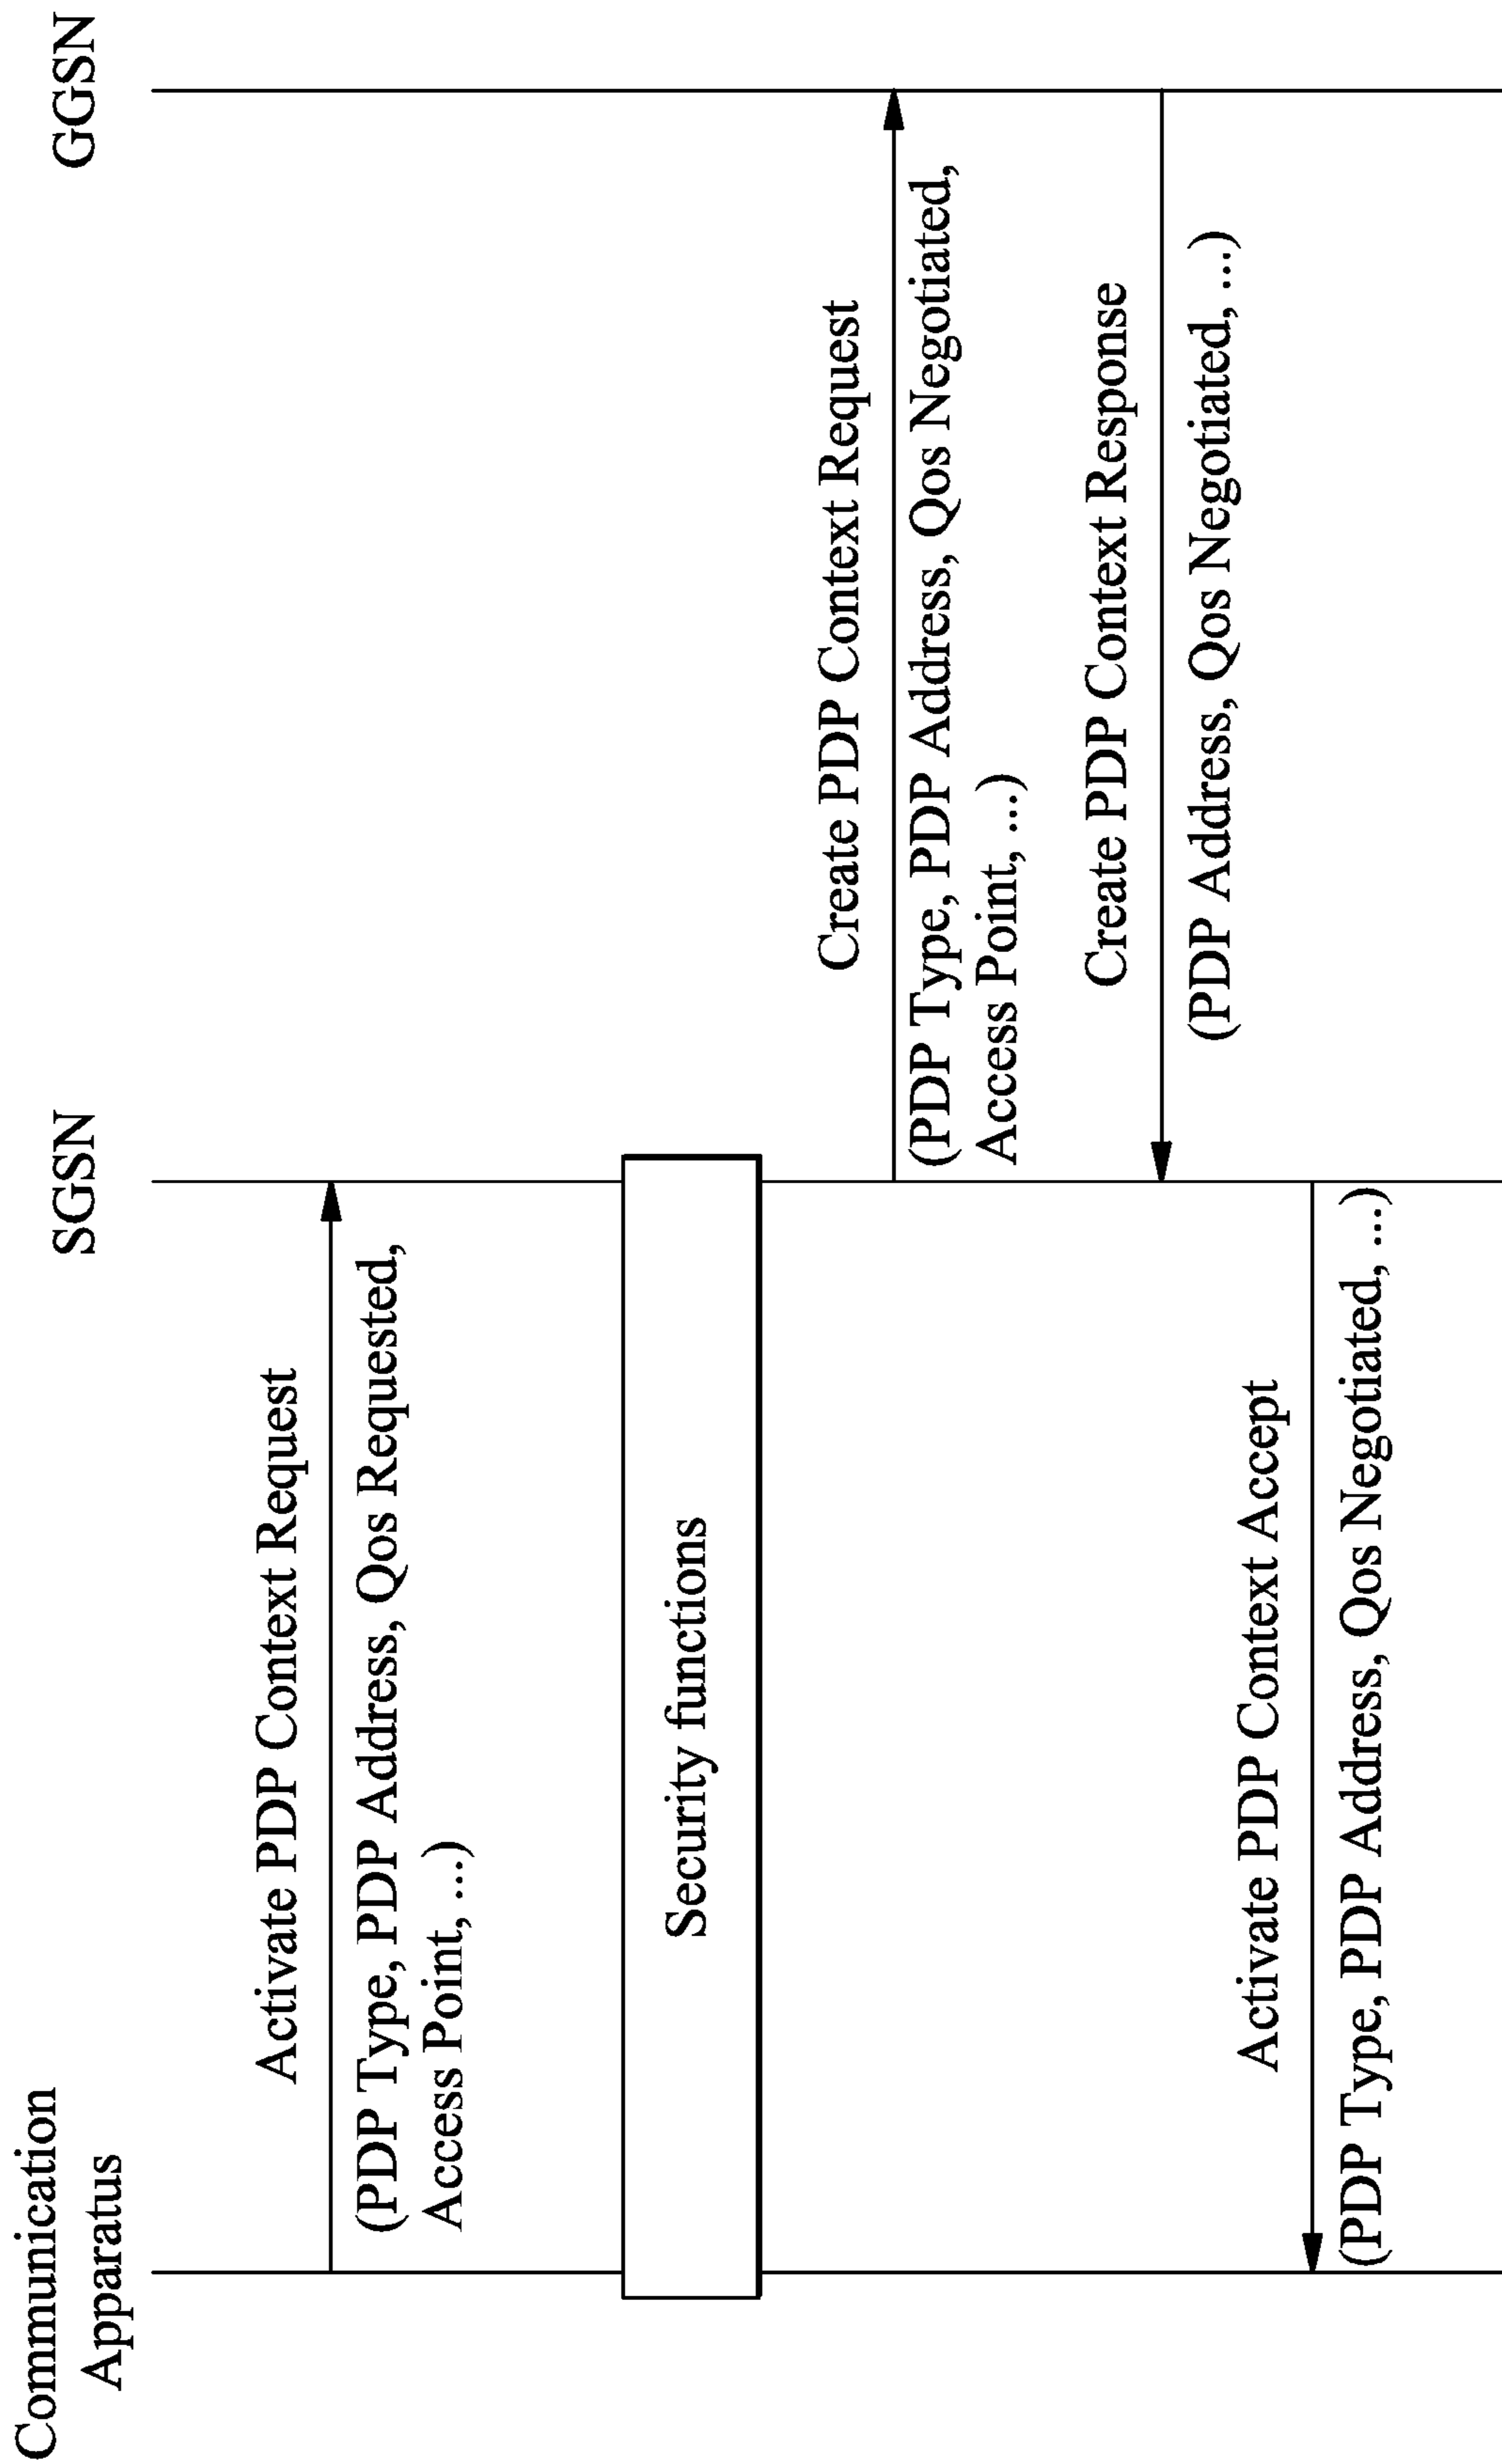 Communication
Apparatus
SGSN
GGSN
Activate PDP Context Request
(PDP Type, PDP Address, Qos Requested,
Access Point, ...)
Security functions
Create PDP Context Request
(PDP Type, PDP Address, Qos Negotiated,
Access Point, ...)
Create PDP Context Response
(PDP Address, Qos Negotiated, ...)
Activate PDP Context Accept
(PDP Type, PDP Address, Qos Negotiated, ...)